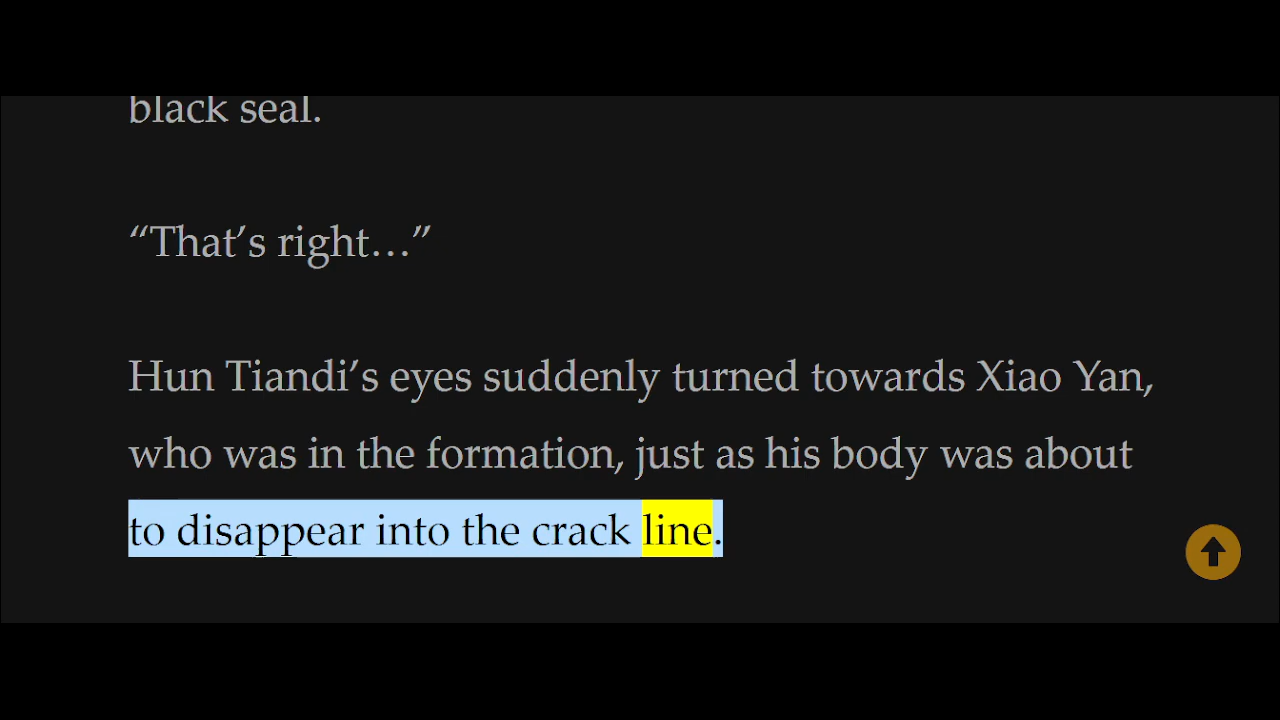 black seal.
“That’s right…”
Hun Tiandi’s eyes suddenly turned towards Xiao Yan,
who was in the formation, just as his body was about
to disappear into the crack line.